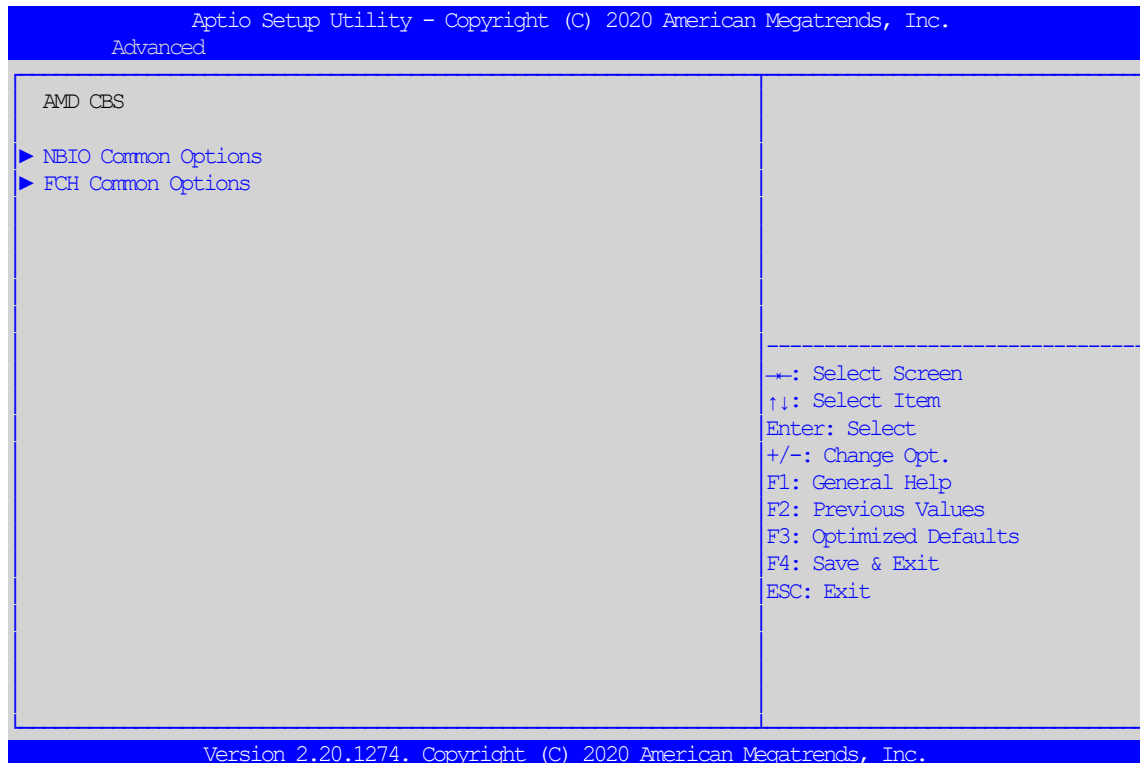 Aptio Setup Utility - Copyright (C) 2020 American Megatrends, Inc.
Advanced
AMD CBS
► NBIO Common Options
► FCH Common Options
→←: Select Screen
↑↓: Select Item
Enter: Select
+/-: Change Opt.
F1: General Help
F2: Previous Values
F3: Optimized Defaults
F4: Save & Exit
ESC: Exit
Version 2.20.1274. Copyright (C) 2020 American Megatrends, Inc.